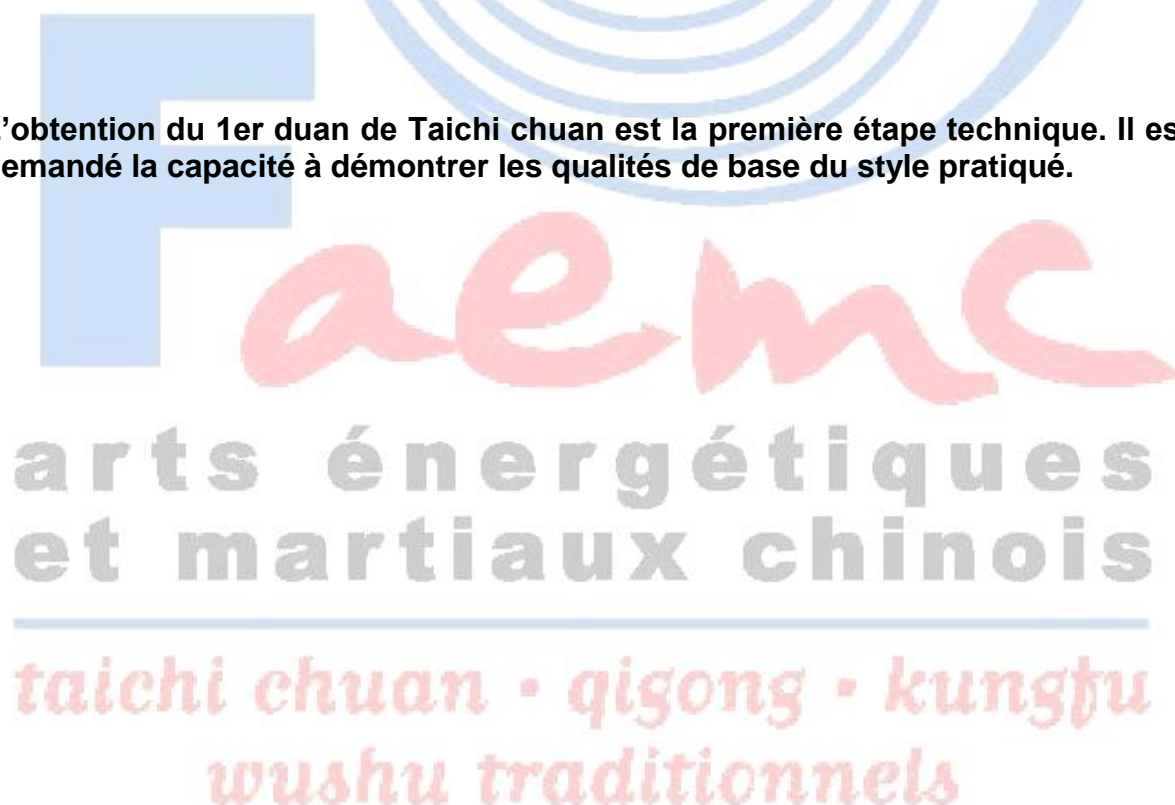 'obtention du 1er duan de Taichi chuan est la première étape technique. Il es
emandé la capacité à démontrer les qualités de base du style pratiqué.
Faemc
arts énergétiques
et martiaux chinois
taichi chuan • qigong • kungfu
wushu traditionnels